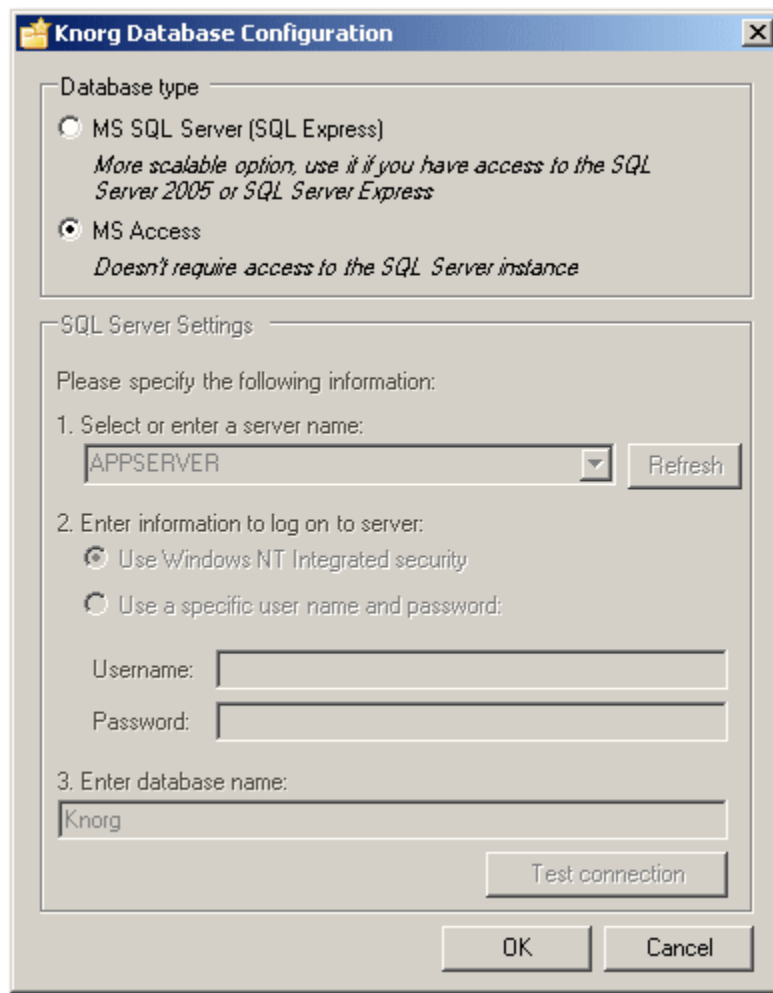 Knorg Database Configuration
Database type
MS SQL Server (SQL Express)
More scalable option, use it if you have access to the SQL
Server 2005 or SQL Server Express
MS Access
Doesn't require access to the SQL Server instance
SQL Server Settings
Please specify the following information:
1. Select or enter a server name:
APPSERVER
Refresh
2. Enter information to log on to server:
Use Windows NT Integrated security
Use a specific user name and password:
Username:
Password:
3. Enter database name:
Knorg
Test connection
OK
Cancel